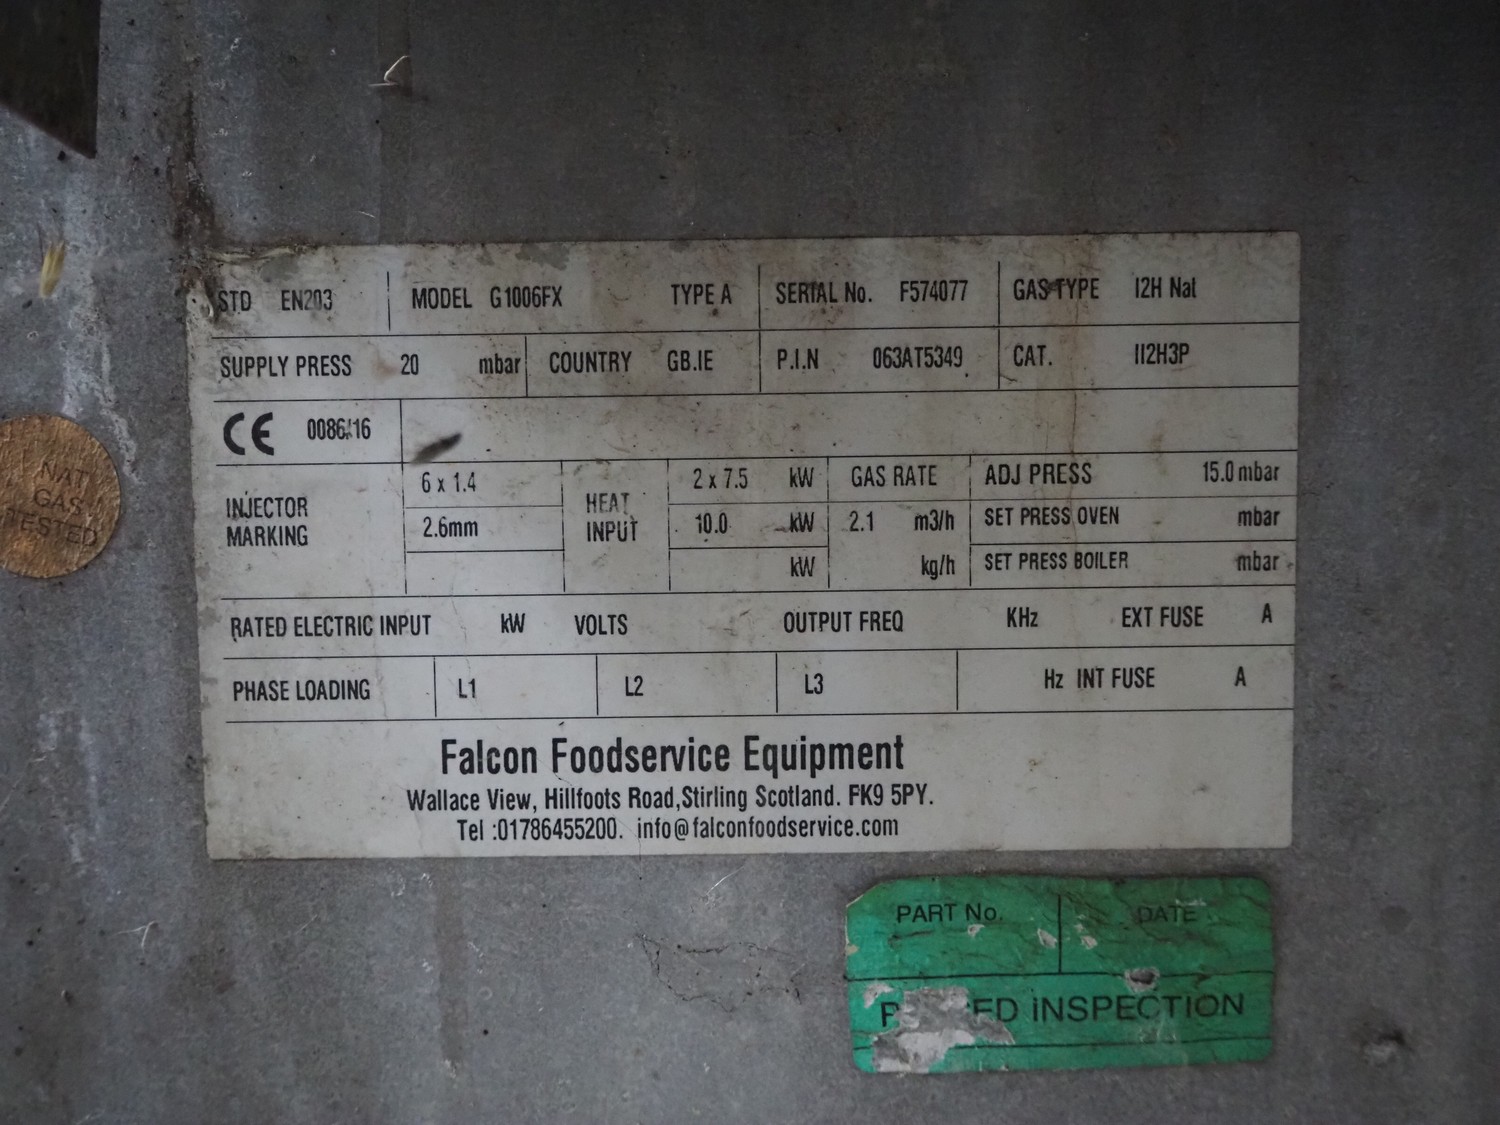 STD EN203 MODEL G1006FX TYPE A SERIAL No. F574077 GAS TYPE I2H Nat
SUPPLY PRESS 20 mbar COUNTRY GB.IE P.I.N 063AT5349 CAT. II2H3P
CE
INJECTOR MARKING 6 x 1.4 HEAT INPUT 2 x 7.5 kW GAS RATE ADJ PRESS 15.0 mbar
2.6mm 10.0 kW 2.1 m3/h SET PRESS OVEN mbar
kW kg/h SET PRESS BOILER mbar
RATED ELECTRIC INPUT kW VOLTS OUTPUT FREQ KHz EXT FUSE A
PHASE LOADING L1 L2 L3 Hz INT FUSE A
Falcon Foodservice Equipment
Wallace View, Hillfoots Road,Stirling Scotland. FK9 5PY.
Tel :01786455200. info@falconfoodservice.com
NAT
GAS
TESTED
PART No. DATE
INSPECTION